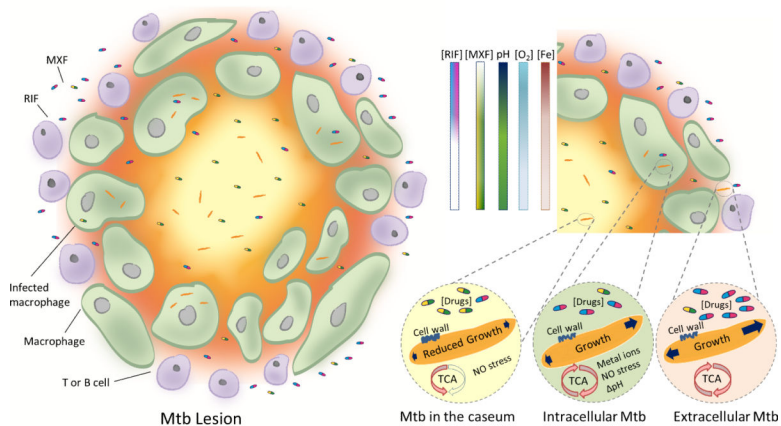 MXF
RIF
Infected
macrophage
Macrophage
T or B cell
Mtb Lesion
[RIF] [MXF] pH [O₂] [Fe]
[Drugs]
Cell wall
Reduced Growth
NO stress
TCA
Mtb in the caseum
[Drugs]
Cell wall
Growth
Metal ions
NO stress
ΔpH
TCA
Intracellular Mtb
[Drugs]
Cell wall
Growth
TCA
Extracellular Mtb